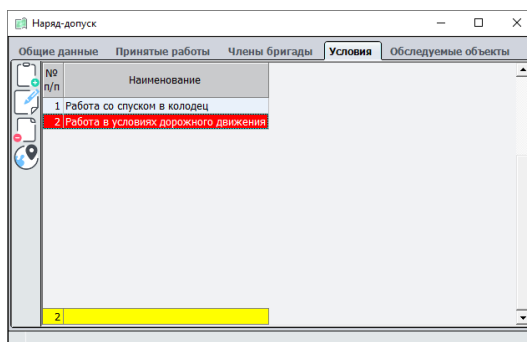 Наряд-допуск
Общие данные Принятые работы Члены бригады Условия Обследуемые объекты
№ п/п Наименование
1 Работа со спуском в колодец
2 Работа в условиях дорожного движения
2